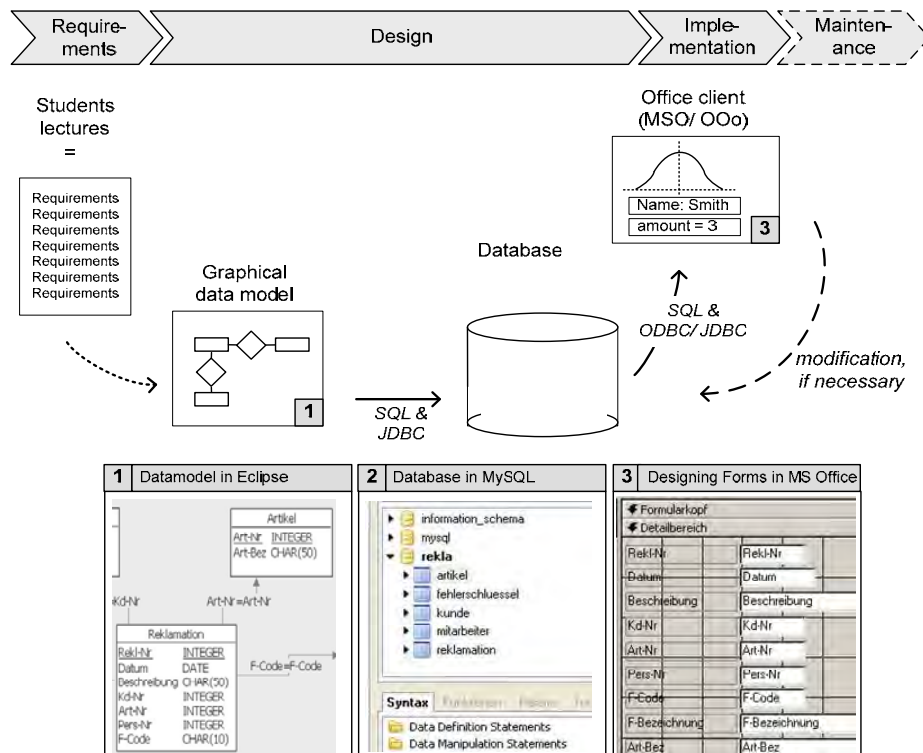 Require-
ments
Design
Imple-
mentation
Mainten-
ance
Students
lectures
=
Requirements
Requirements
Requirements
Requirements
Requirements
Requirements
Requirements
Graphical
data model
1
SQL &
JDBC
Database
SQL &
ODBC/ JDBC
Office client
(MSO/ OOo)
Name: Smith
amount = 3
3
modification,
if necessary
1 Datamodel in Eclipse
Artikel
Art-Nr INTEGER
Art-Bez CHAR(50)
Kd-Nr
Art-Nr=Art-Nr
Reklamation
Rekl-Nr INTEGER
Datum DATE
Beschreibung CHAR(50)
Kd-Nr INTEGER
Art-Nr INTEGER
Pers-Nr INTEGER
F-Code CHAR(10)
F-Code=F-Code
2 Database in MySQL
information_schema
mysql
rekla
artikel
fehlerschluessel
kunde
mitarbeiter
reklamation
Syntax
Data Definition Statements
Data Manipulation Statements
3 Designing Forms in MS Office
Formularkopf
Detailbereich
Rekl-Nr Rekl-Nr
Datum Datum
Beschreibung Beschreibung
Kd-Nr Kd-Nr
Art-Nr Art-Nr
Pers-Nr Pers-Nr
F-Code F-Code
F-Bezeichnung F-Bezeichnung
Art-Bez Art-Bez